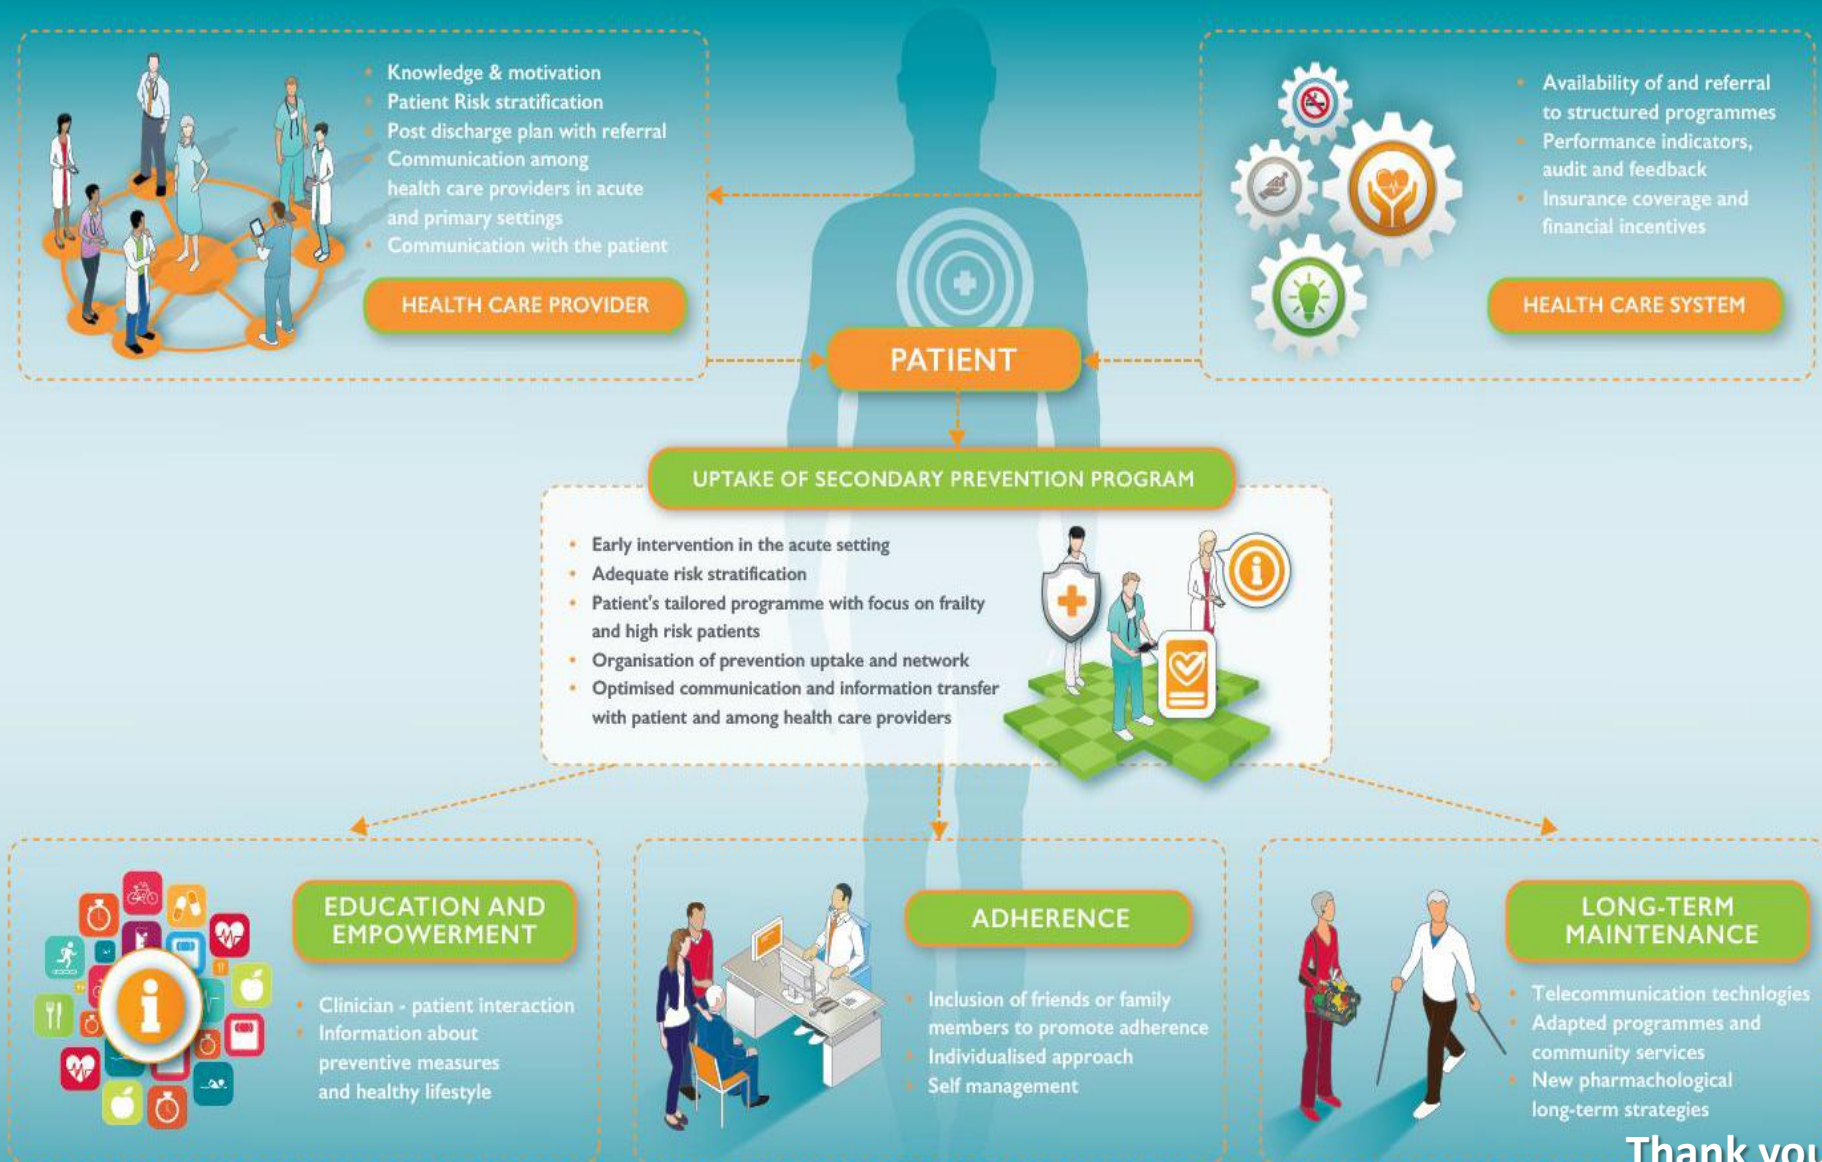 Knowledge & motivation
Patient Risk stratification
Post discharge plan with referral
Communication among
health care providers in acute
and primary settings
Communication with the patient
HEALTH CARE PROVIDER
Availability of and referral
to structured programmes
Performance indicators,
audit and feedback
Insurance coverage and
financial incentives
HEALTH CARE SYSTEM
PATIENT
UPTAKE OF SECONDARY PREVENTION PROGRAM
Early intervention in the acute setting
Adequate risk stratification
Patient's tailored programme with focus on frailty
and high risk patients
Organisation of prevention uptake and network
Optimised communication and information transfer
with patient and among health care providers
EDUCATION AND
EMPOWERMENT
Clinician - patient interaction
Information about
preventive measures
and healthy lifestyle
ADHERENCE
Inclusion of friends or family
members to promote adherence
Individualised approach
Self management
LONG-TERM
MAINTENANCE
Telecommunication technlogies
Adapted programmes and
community services
New pharmachological
long-term strategies
Thank you